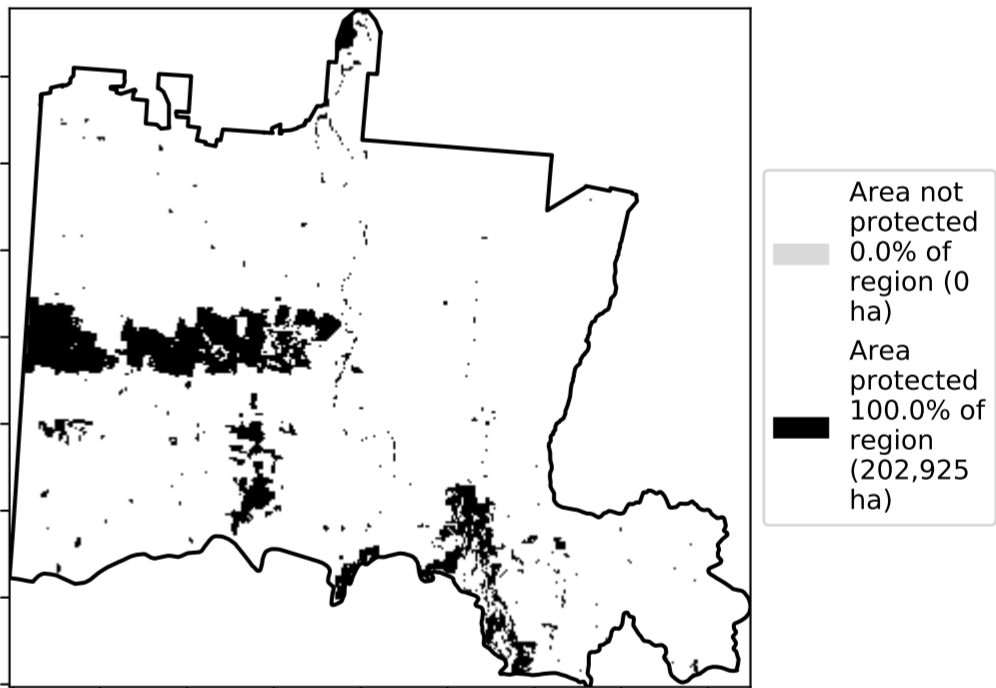 Area not
protected
0.0% of
region (0
ha)
Area
protected
100.0% of
region
(202,925
ha)